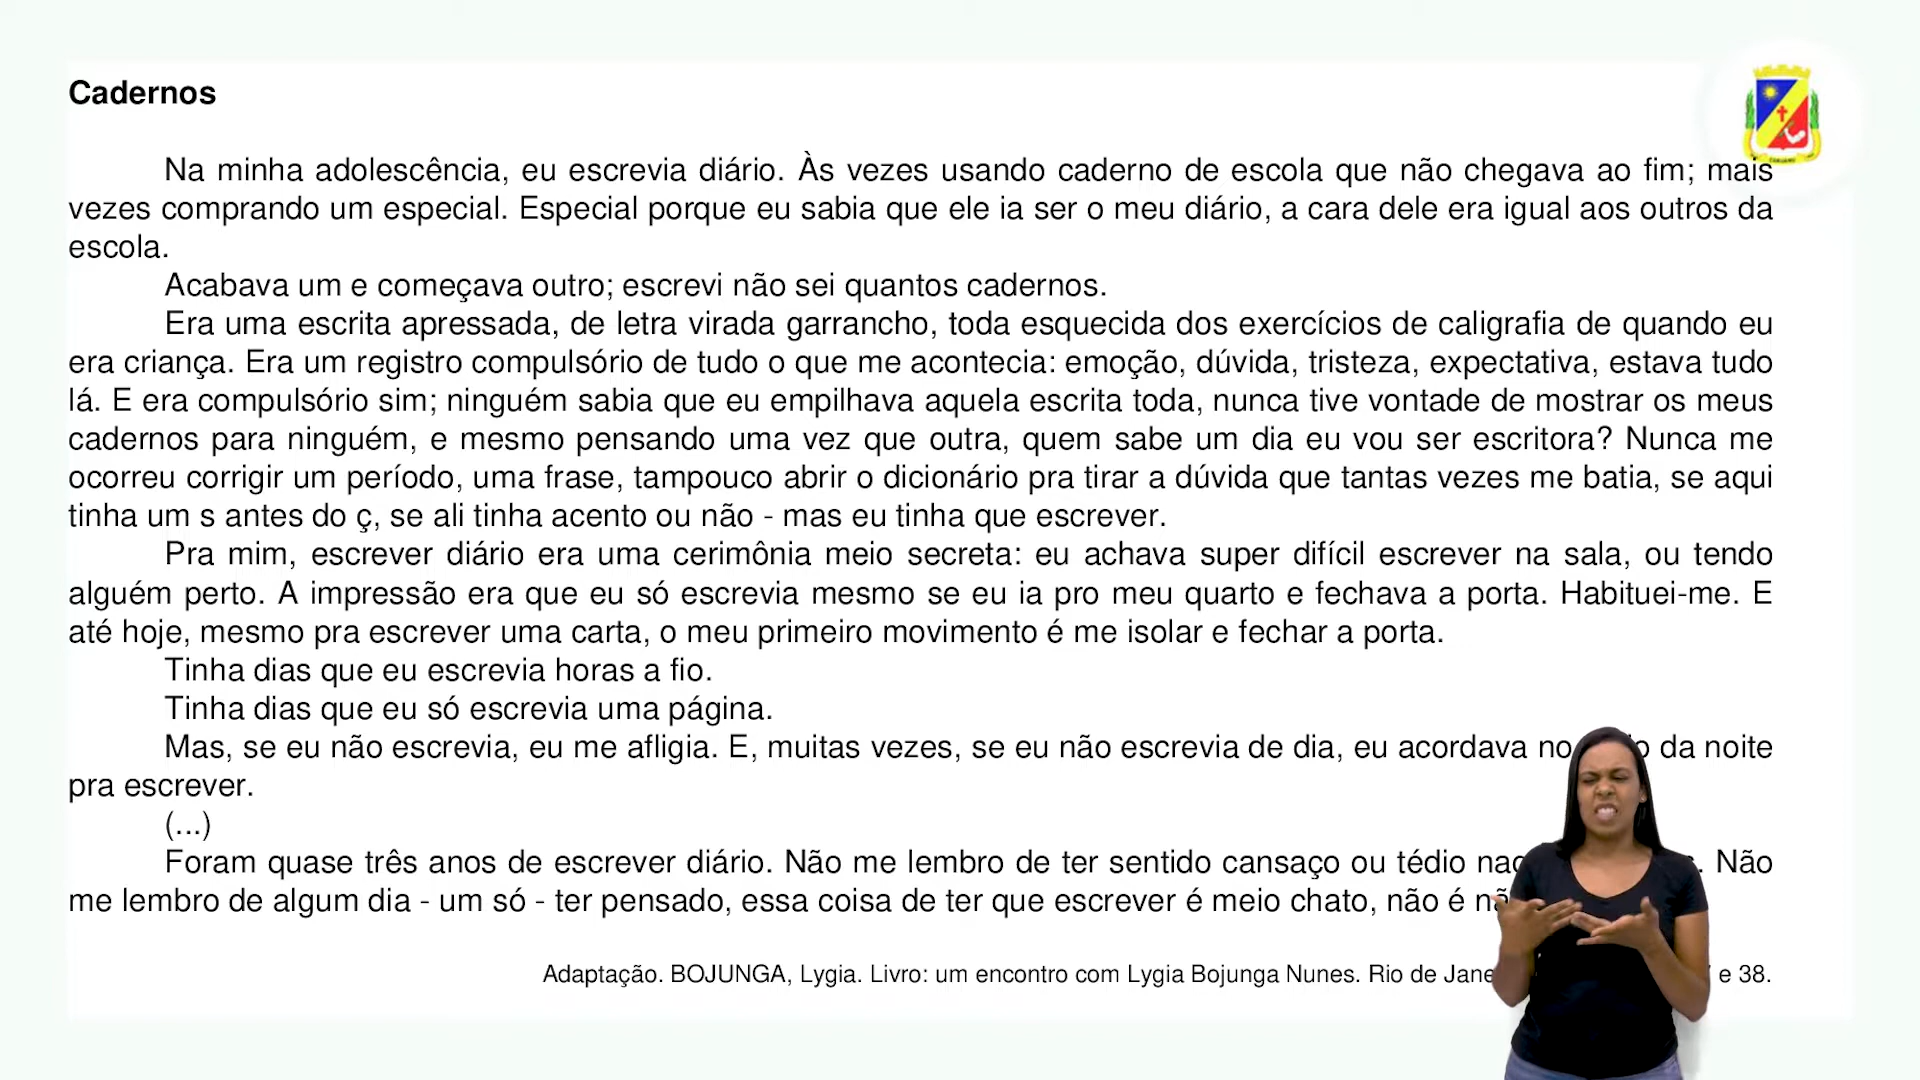 Cadernos
Na minha adolescência, eu escrevia diário. Às vezes usando caderno de escola que não chegava ao fim; mais
vezes comprando um especial. Especial porque eu sabia que ele ia ser o meu diário, a cara dele era igual aos outros da
escola.
Acabava um e começava outro; escrevi não sei quantos cadernos.
Era uma escrita apressada, de letra virada garrancho, toda esquecida dos exercícios de caligrafia de quando eu
era criança. Era um registro compulsório de tudo o que me acontecia: emoção, dúvida, tristeza, expectativa, estava tudo
lá. E era compulsório sim; ninguém sabia que eu empilhava aquela escrita toda, nunca tive vontade de mostrar os meus
cadernos para ninguém, e mesmo pensando uma vez que outra, quem sabe um dia eu vou ser escritora? Nunca me
ocorreu corrigir um período, uma frase, tampouco abrir o dicionário pra tirar a dúvida que tantas vezes me batia, se aqui
tinha um s antes do ç, se ali tinha acento ou não - mas eu tinha que escrever.
Pra mim, escrever diário era uma cerimônia meio secreta: eu achava super difícil escrever na sala, ou tendo
alguém perto. A impressão era que eu só escrevia mesmo se eu ia pro meu quarto e fechava a porta. Habituei-me. E
até hoje, mesmo pra escrever uma carta, o meu primeiro movimento é me isolar e fechar a porta.
Tinha dias que eu escrevia horas a fio.
Tinha dias que eu só escrevia uma página.
Mas, se eu não escrevia, eu me afligia. E, muitas vezes, se eu não escrevia de dia, eu acordava no da noite
pra escrever.
(...)
Foram quase três anos de escrever diário. Não me lembro de ter sentido cansaço ou tédio Não
me lembro de algum dia - um só - ter pensado, essa coisa de ter que escrever é meio chato, não é
Adaptação. BOJUNGA, Lygia. Livro: um encontro com Lygia Bojunga Nunes. Rio de e 38.